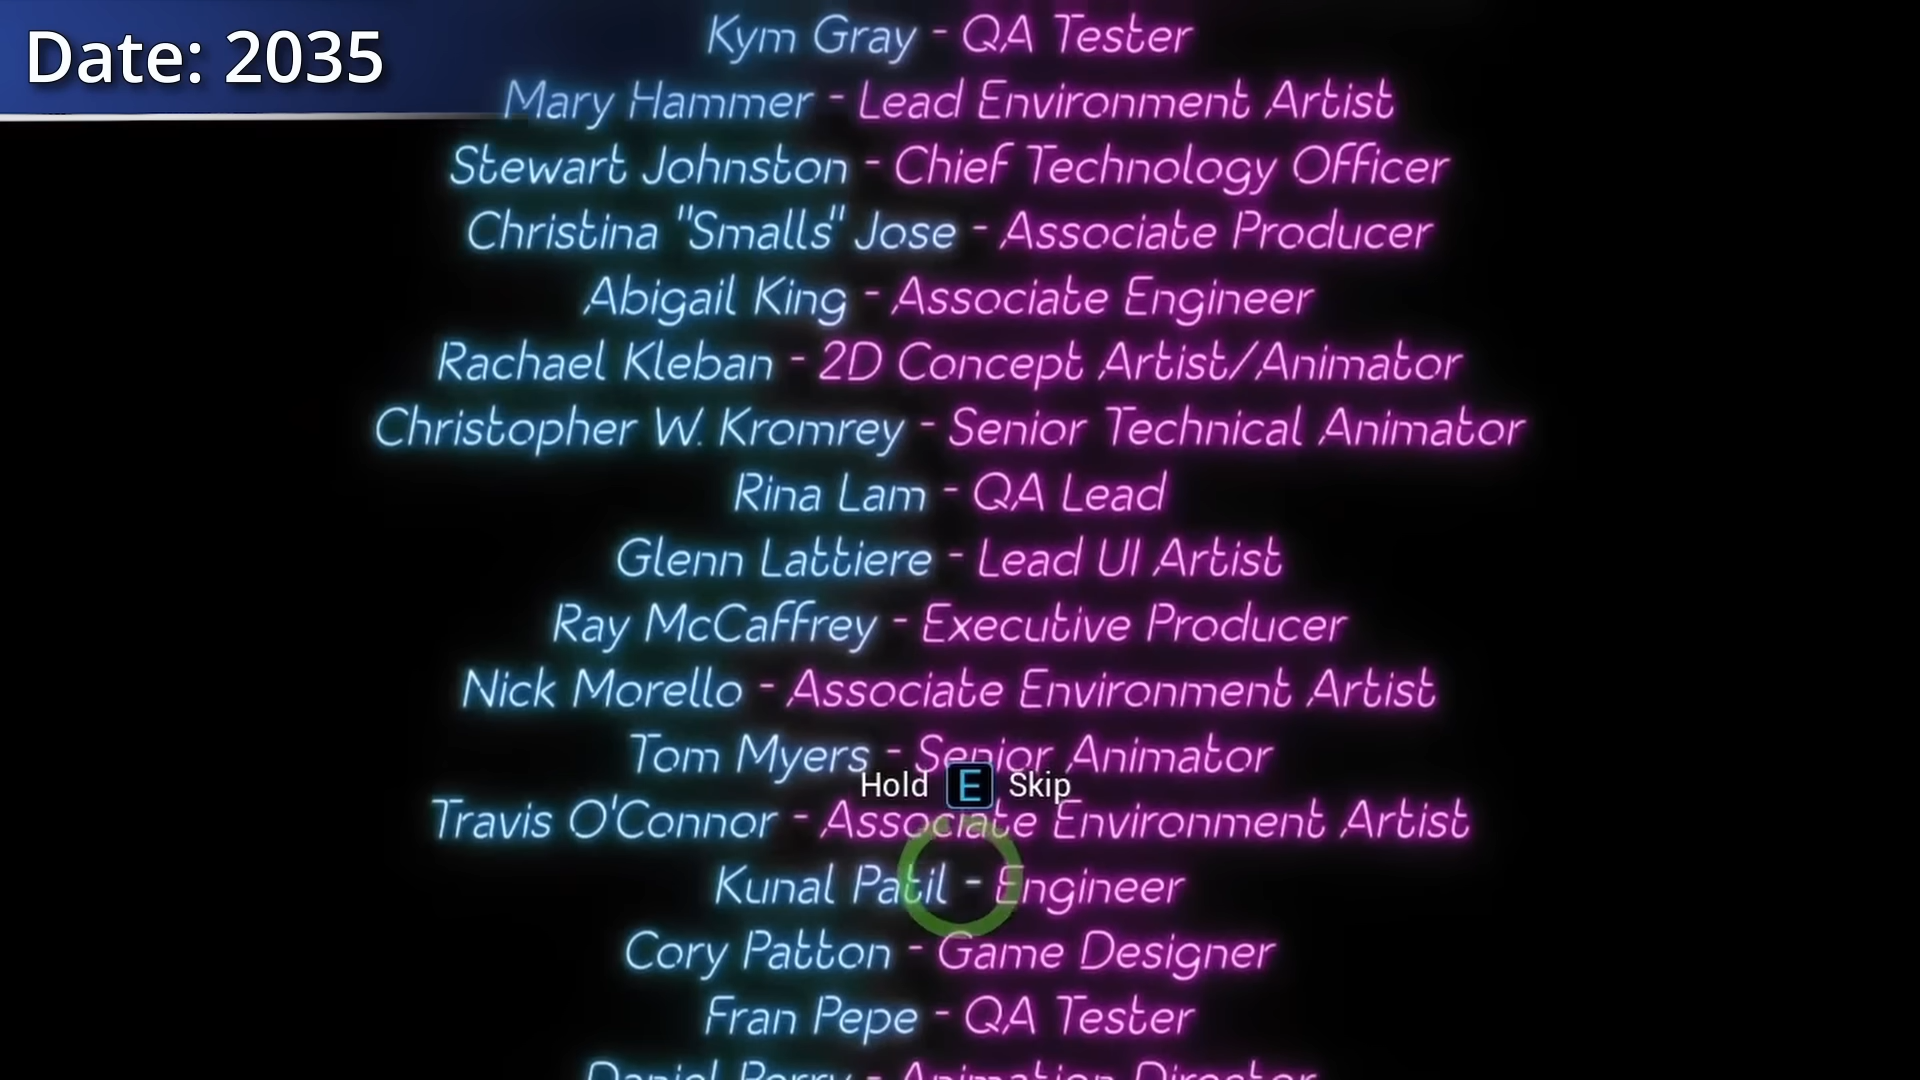 Date: 2035
Kym Gray - QA Tester
Mary Hammer - Lead Environment Artist
Stewart Johnston - Chief Technology Officer
Christina "Smalls" Jose - Associate Producer
Abigail King - Associate Engineer
Rachael Kleban - 2D Concept Artist/Animator
Christopher W. Kromrey - Senior Technical Animator
Rina Lam - QA Lead
Glenn Lattiere - Lead UI Artist
Ray McCaffrey - Executive Producer
Nick Morello - Associate Environment Artist
Tom Myers - Senior Animator
Hold E Skip
Travis O'Connor - Associate Environment Artist
Kunal Patil - Engineer
Cory Patton - Game Designer
Fran Pepe - QA Tester
Daniel Perry - Animation Director